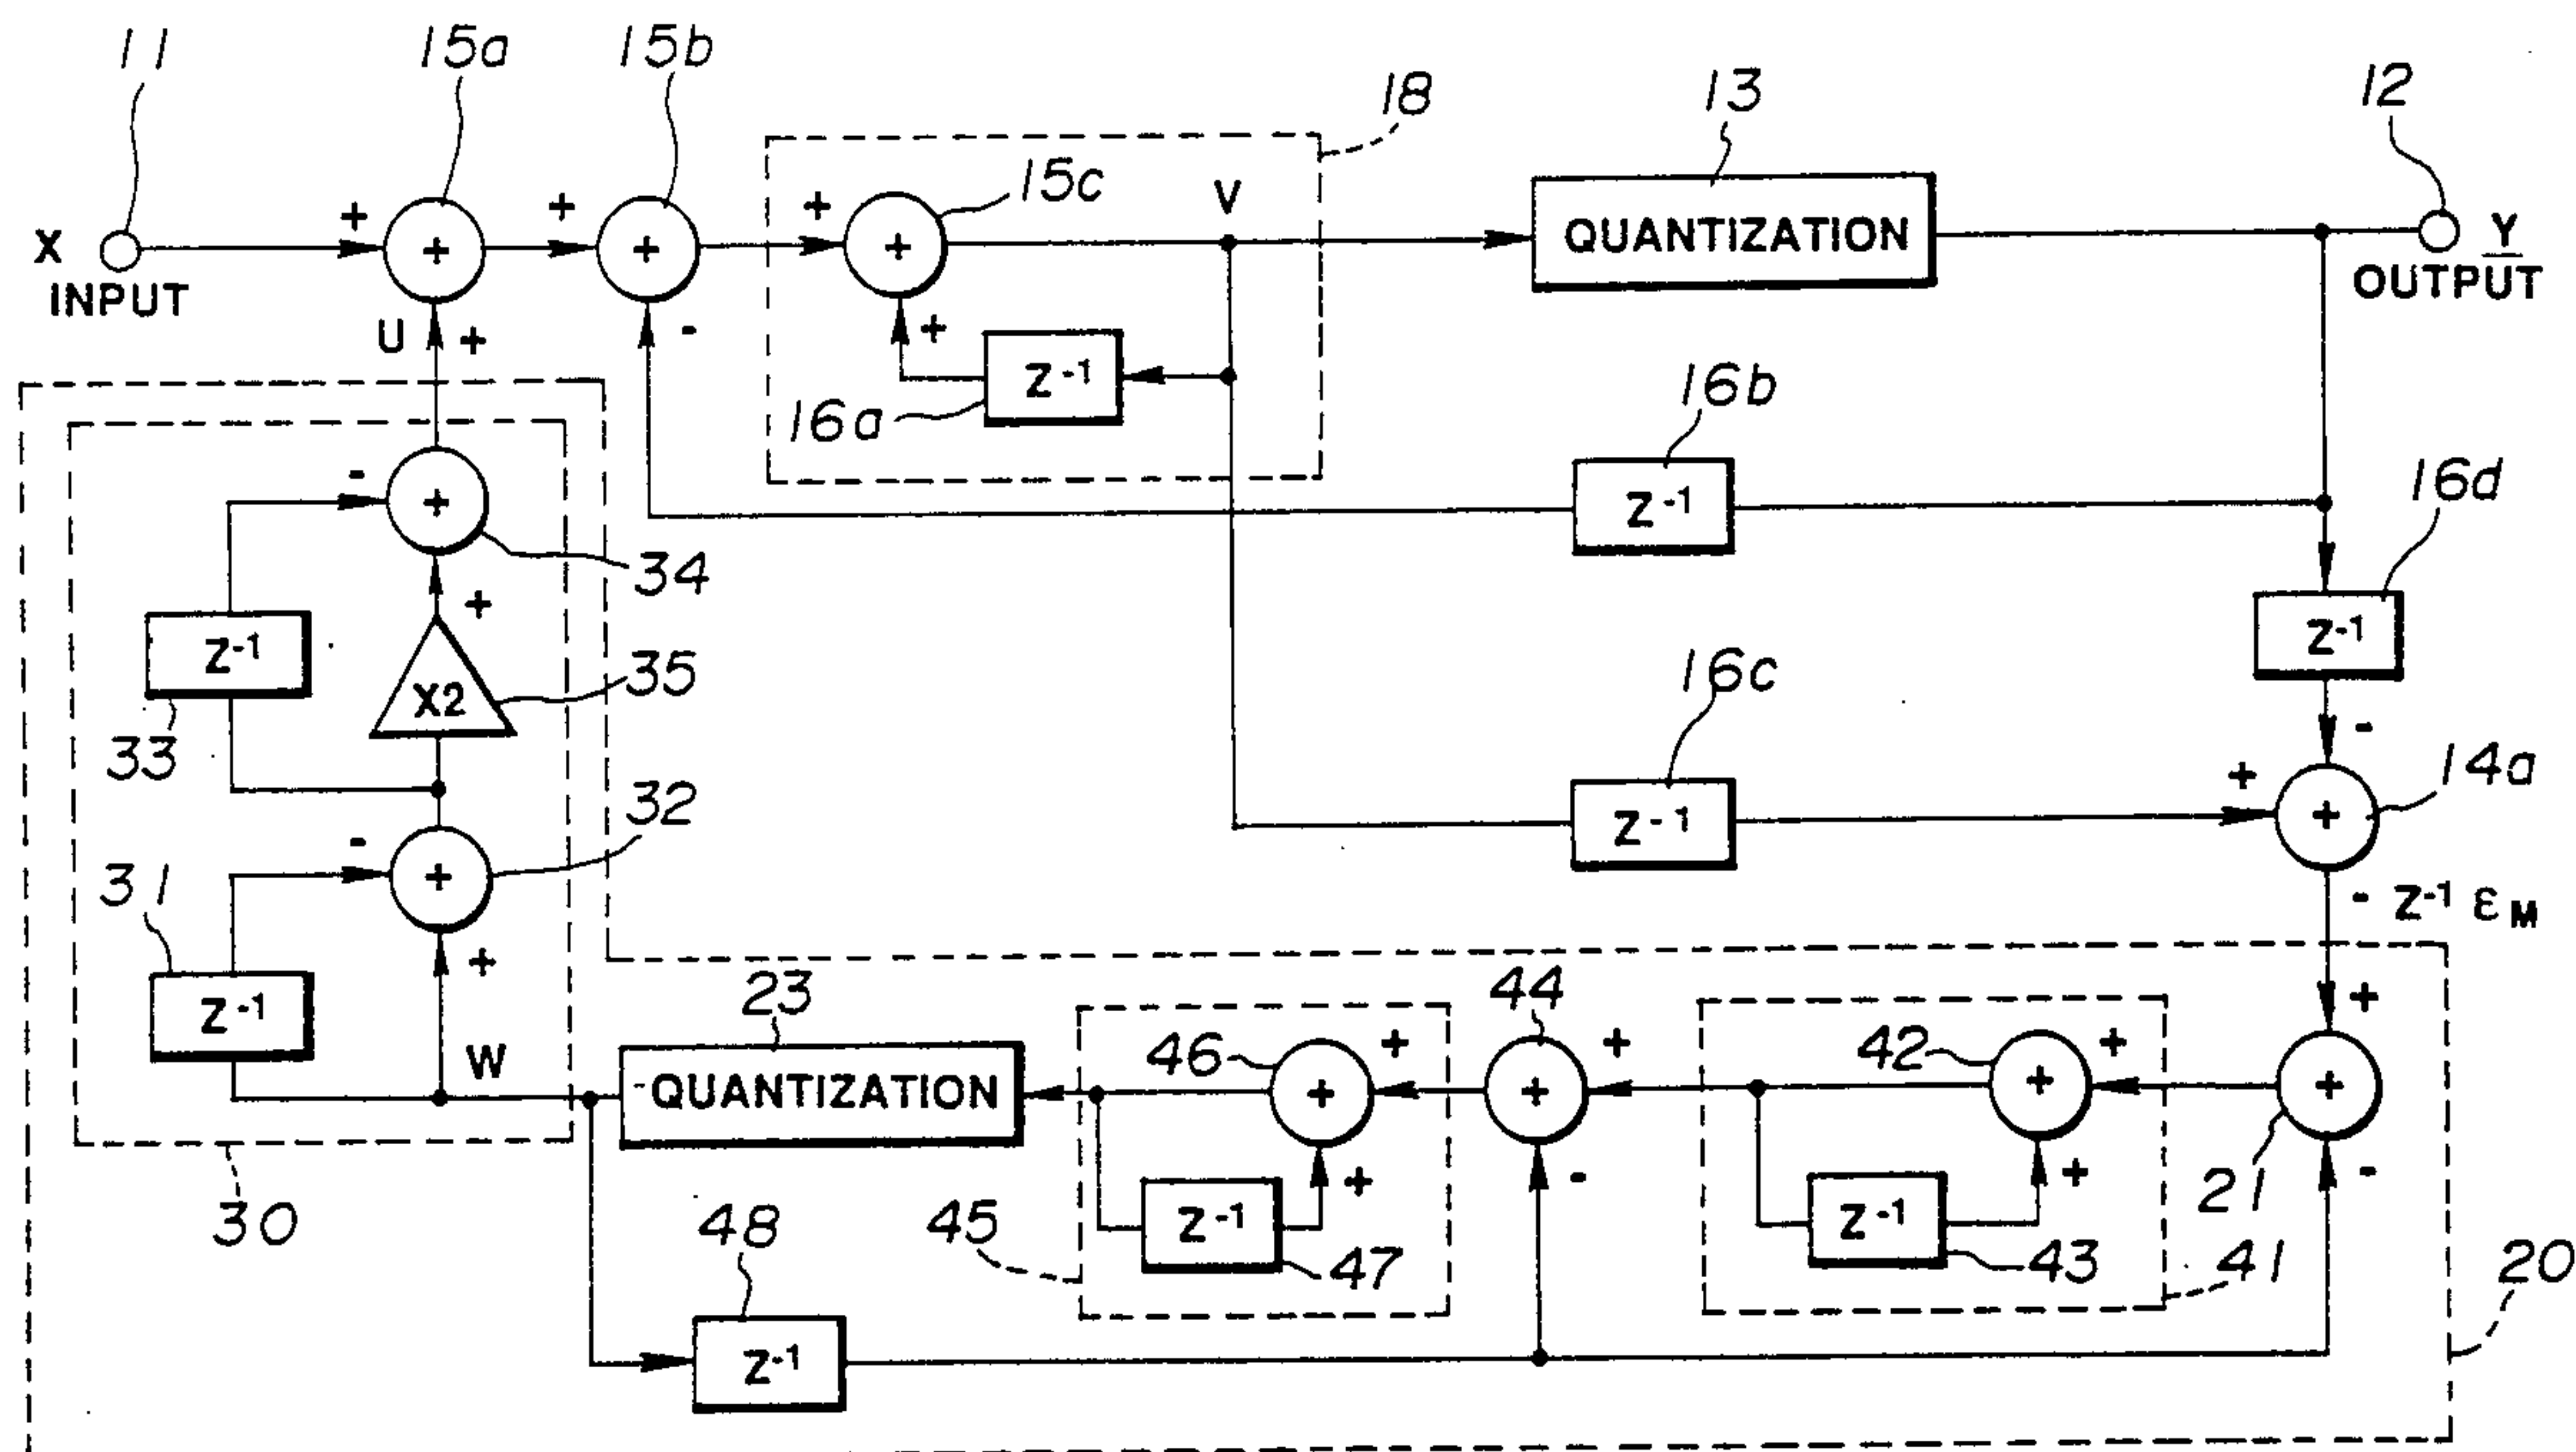 11
15a
15b
18
13
12
15c
V
+
+
+
X
+
+
+
QUANTIZATION
Y
INPUT
OUTPUT
U
+
-
+
Z-1
16a
16b
16d
-
+
Z-1
34
+
Z-1
Z-1
X2
35
16c
-
33
32
+
14a
-
+
Z-1
+
31
- Z-1 εM
+
23
44
+
Z-1
W
QUANTIZATION
46
+
+
+
+
42
+
+
+
30
+
-
+
21
-
48
45
Z-1
47
Z-1
43
41
20
Z-1